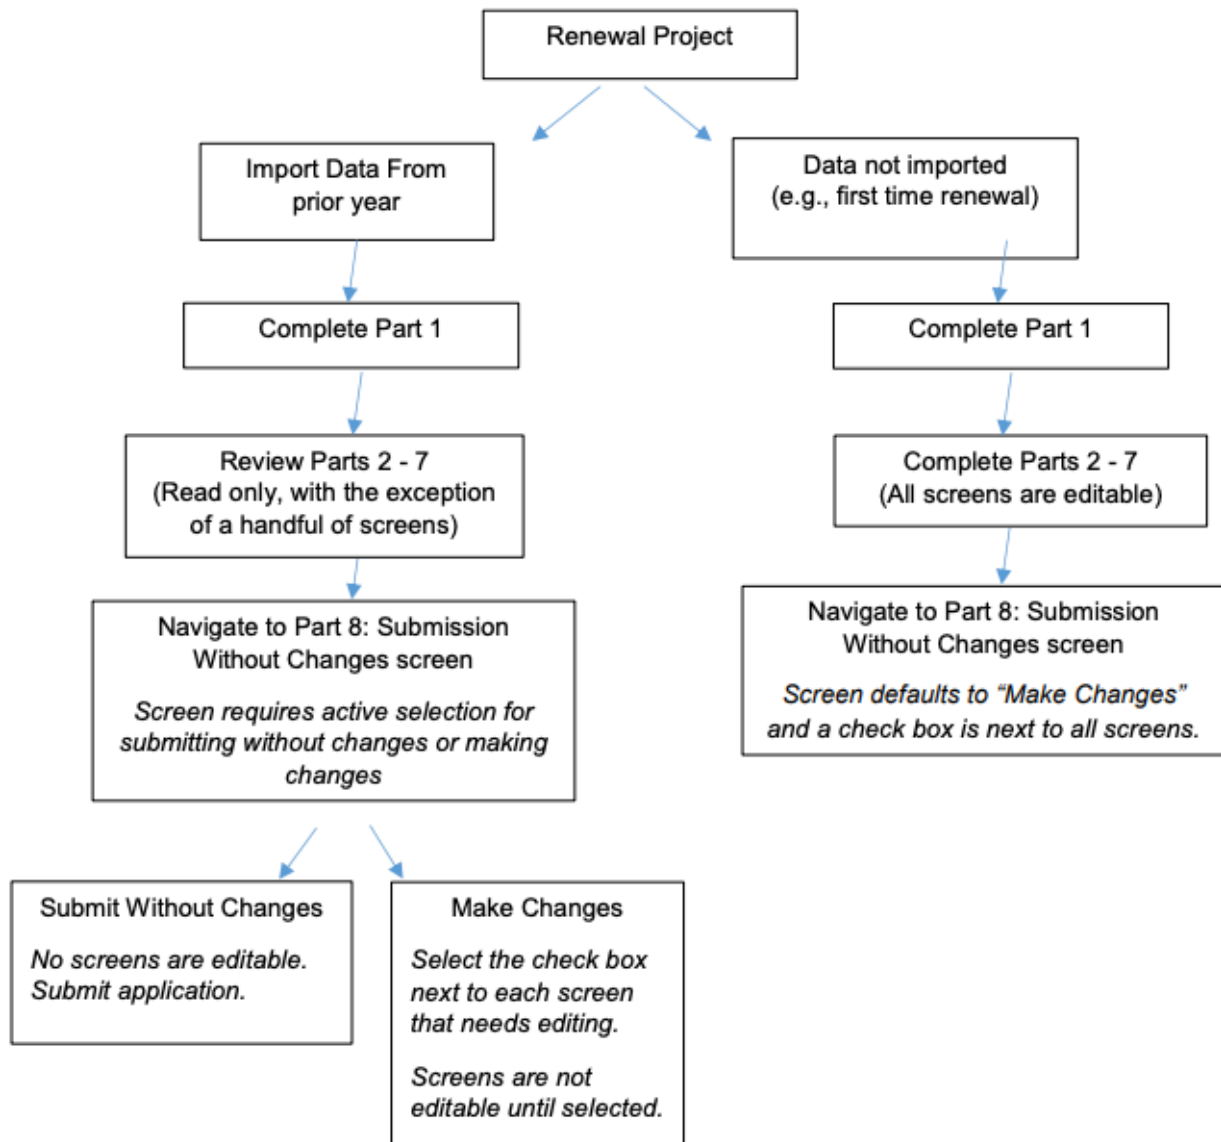 Renewal Project
Import Data From
prior year
Data not imported
(e.g., first time renewal)
Complete Part 1
Complete Part 1
Review Parts 2 - 7
(Read only, with the exception
of a handful of screens)
Complete Parts 2 - 7
(All screens are editable)
Navigate to Part 8: Submission
Without Changes screen
Screen requires active selection for
submitting without changes or making
changes
Navigate to Part 8: Submission
Without Changes screen
Screen defaults to “Make Changes”
and a check box is next to all screens.
Submit Without Changes
No screens are editable.
Submit application.
Make Changes
Select the check box
next to each screen
that needs editing.
Screens are not
editable until selected.